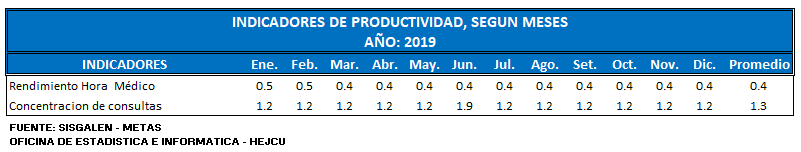 INDICADORES DE PRODUCTIVIDAD, SEGUN MESES
AÑO: 2019
INDICADORES Ene. Feb. Mar. Abr. May. Jun. Jul. Ago. Set. Oct. Nov. Dic. Promedio
Rendimiento Hora Médico 0.5 0.5 0.4 0.4 0.4 0.4 0.4 0.4 0.4 0.4 0.4 0.4 0.4
Concentracion de consultas 1.2 1.2 1.2 1.2 1.2 1.9 1.2 1.2 1.2 1.2 1.2 1.2 1.3
FUENTE: SISGALEN - METAS
OFICINA DE ESTADISTICA E INFORMATICA - HEJCU